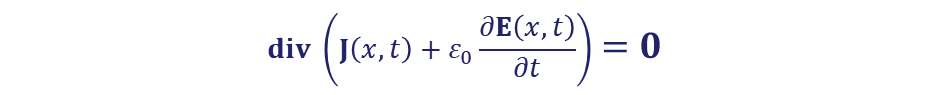 div (J(x, t) + ε₀ ∂E(x, t)/∂t) = 0